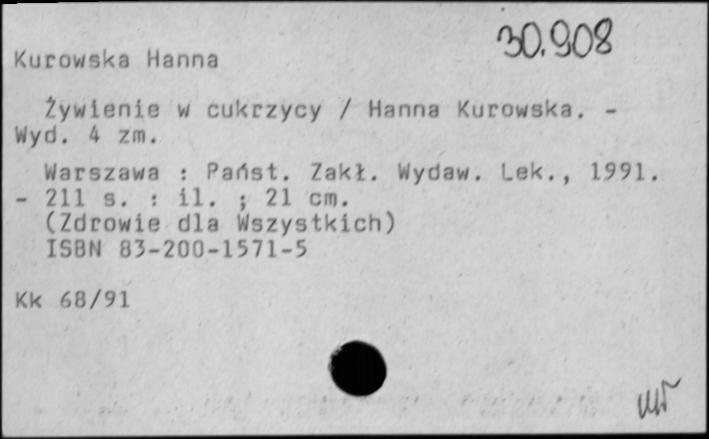 30.908
Kurowska Hanna
Żywienie w cukrzycy / Hanna Kurowska. -
Wyd. 4 zm.
Warszawa : Państ. Zakł. Wydaw. Lek., 1991.
- 211 s. : il. ; 21 cm.
(Zdrowie dla Wszystkich)
ISBN 83-200-1571-5
Kk 68/91